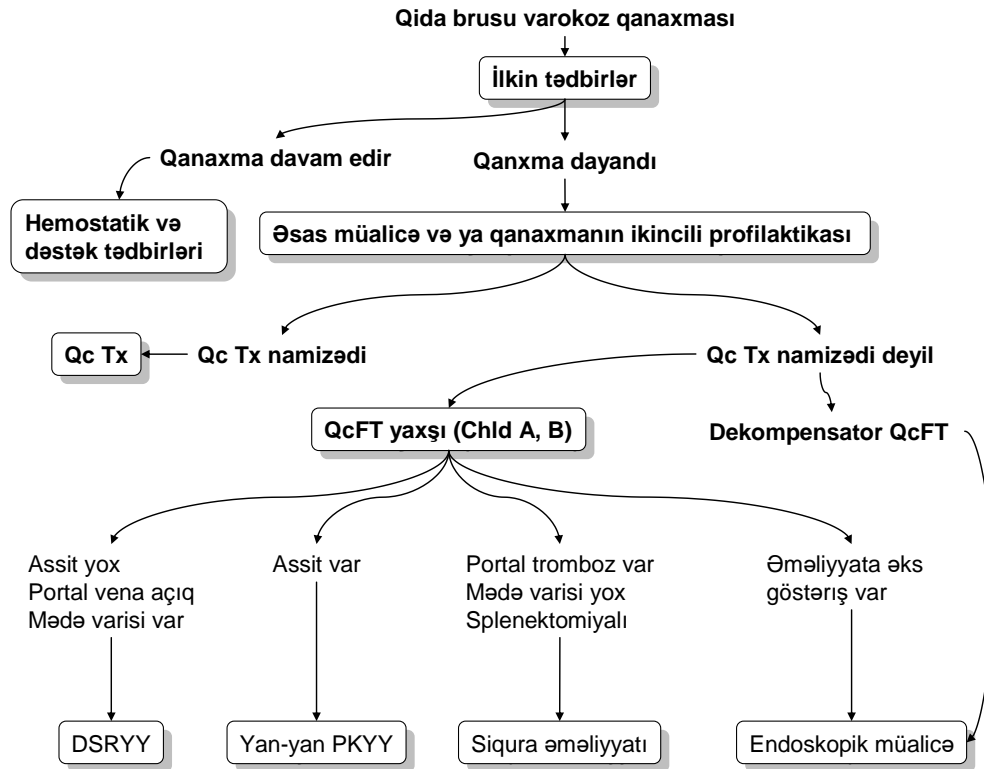 Qida brusu varokoz qanaxması
İlkin tədbirlər
Qanaxma davam edir
Qanxma dayandı
Hemostatik və
dəstək tədbirləri
Əsas müalicə və ya qanaxmanın ikincili profilaktikası
Qc Tx
Qc Tx namizədi
Qc Tx namizədi deyil
QcFT yaxşı (Chld A, B)
Dekompensator QcFT
Assit yox
Portal vena açıq
Mədə varisi var
Assit var
Portal tromboz var
Mədə varisi yox
Splenektomiyalı
Əməliyyata əks
göstərış var
DSRYY
Yan-yan PKYY
Siqura əməliyyatı
Endoskopik müalicə